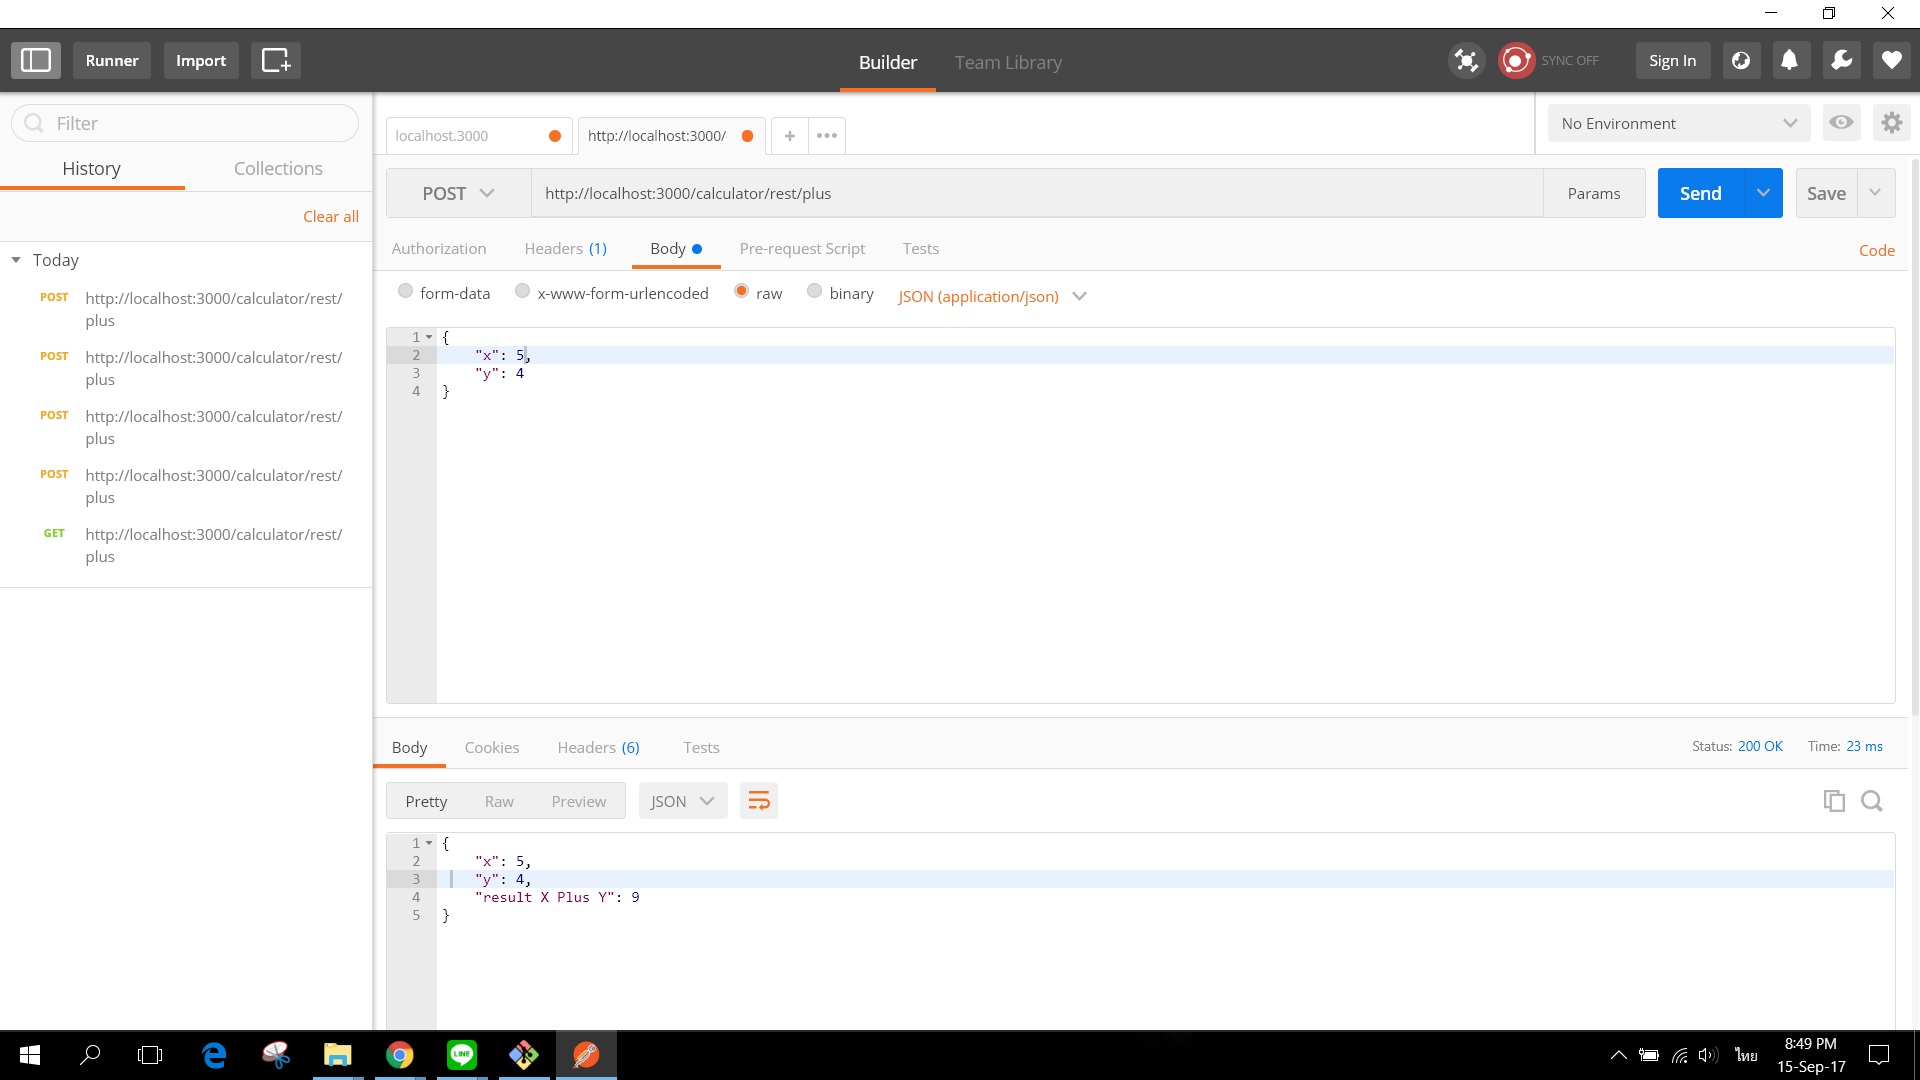 Runner
Import
Builder
Team Library
SYNC OFF
Sign In
Filter
History
Collections
Clear all
Today
POST http://localhost:3000/calculator/rest/
plus
POST http://localhost:3000/calculator/rest/
plus
POST http://localhost:3000/calculator/rest/
plus
POST http://localhost:3000/calculator/rest/
plus
GET http://localhost:3000/calculator/rest/
plus
localhost.3000
http://localhost:3000/
No Environment
POST
http://localhost:3000/calculator/rest/plus
Params
Send
Save
Authorization
Headers (1)
Body
Pre-request Script
Tests
Code
form-data
x-www-form-urlencoded
raw
binary
JSON (application/json)
1 {
2 "x": 5,
3 "y": 4
4 }
Body
Cookies
Headers (6)
Tests
Status: 200 OK
Time: 23 ms
Pretty
Raw
Preview
JSON
1 {
2 "x": 5,
3 "y": 4,
4 "result X Plus Y": 9
5 }
LINE
ไทย
8:49 PM
15-Sep-17